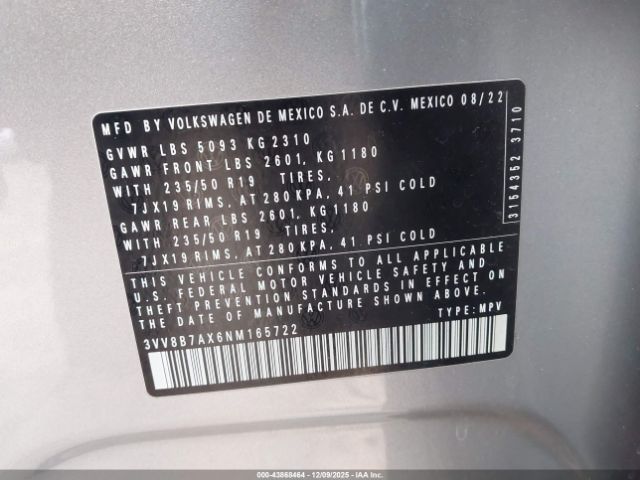 MFD BY VOLKSWAGEN DE MEXICO S.A. DE C.V. MEXICO 08/22
GVWR LBS 5093 KG 2310
GAWR FRONT LBS 2601, KG 1180
WITH 235/50 R19 TIRES,
7JX19 RIMS, AT 280 KPA, 41 PSI COLD
GAWR REAR LBS 2601, KG 1180
WITH 235/50 R19 TIRES,
7JX19 RIMS, AT 280 KPA, 41 PSI COLD
THIS VEHICLE CONFORMS TO ALL APPLICABLE
U.S. FEDERAL MOTOR VEHICLE SAFETY AND
THEFT PREVENTION STANDARDS IN EFFECT ON
THE DATE OF MANUFACTURE SHOWN ABOVE.
3VV8B7AX6NM165722 TYPE: MPV
3154352 3710
000-43868464 | 12/09/2025 - Copyright IAA, Inc.